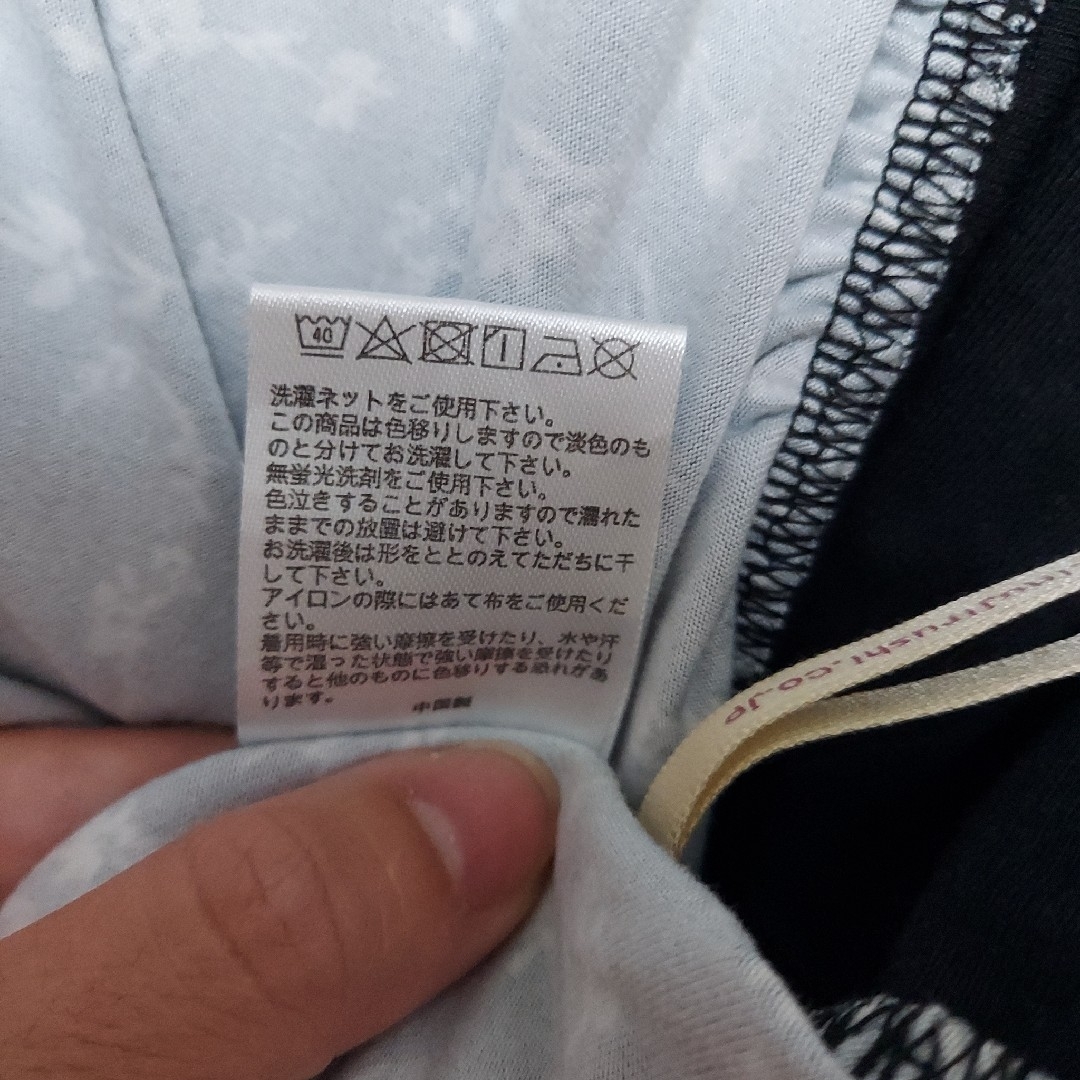 40
洗濯ネットをご使用下さい。
この商品は色移りしますので淡色のも
のと分けてお洗濯して下さい。
無蛍光洗剤をご使用下さい。
色泣きすることがありますので濡れた
ままでの放置は避けて下さい。
お洗濯後は形をととのえてただちに干
して下さい。
アイロンの際にはあて布をご使用くだ
さい。
着用時に強い摩擦を受けたり、水や汗
等で湿った状態で強い摩擦を受けたり
すると他のものに色移りする恐れがあ
ります。
中国製